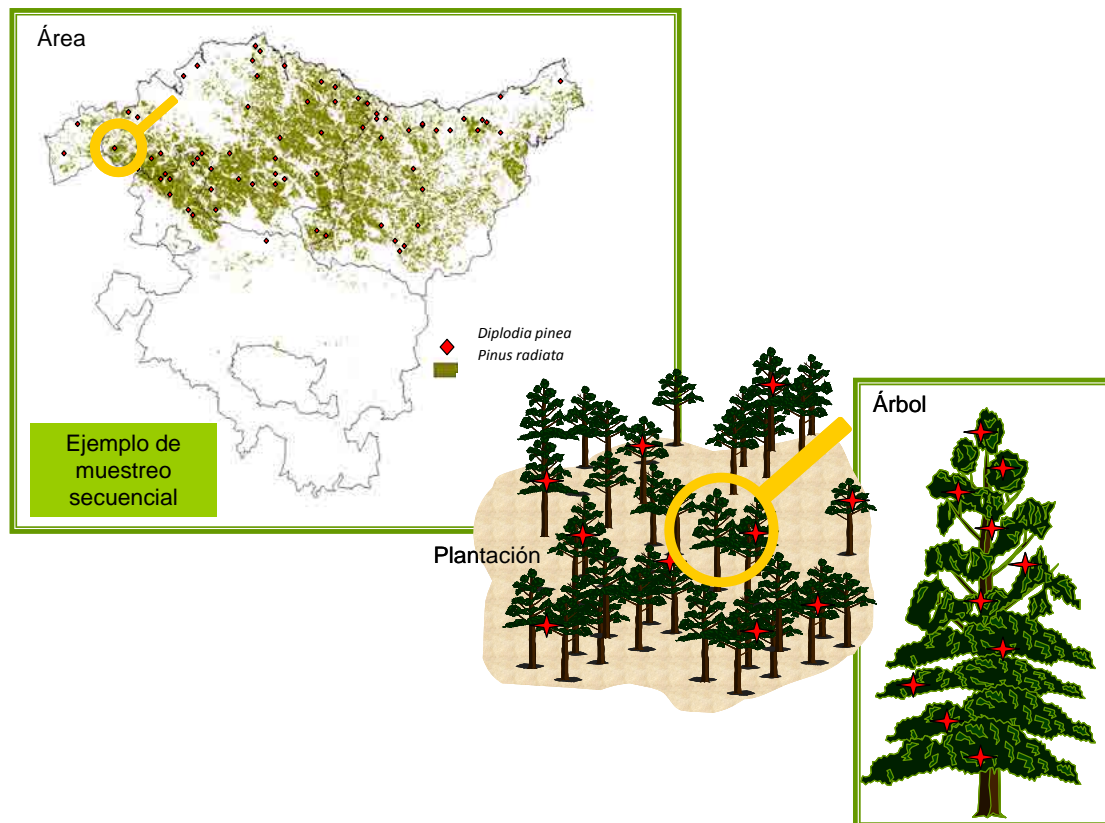 Área
Diplodia pinea
Pinus radiata
Ejemplo de
muestreo
secuencial
Plantación
Árbol